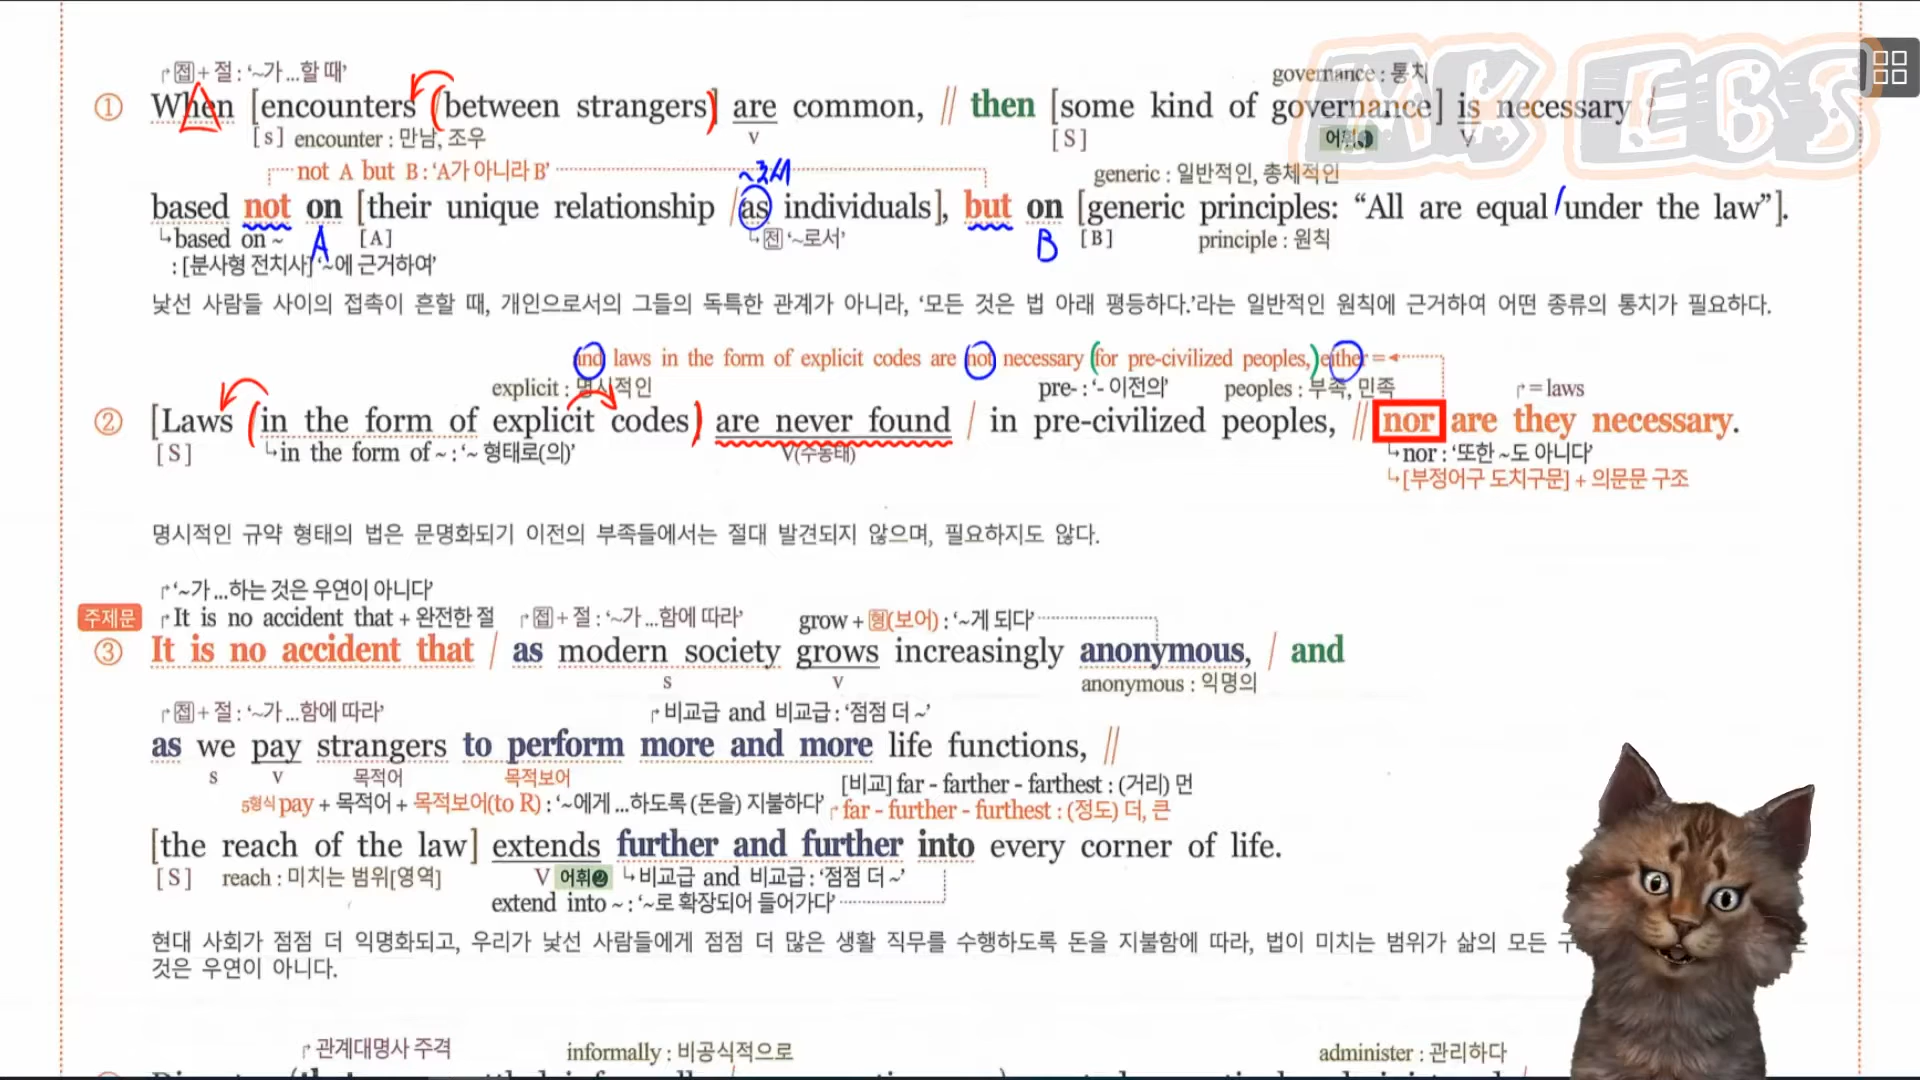 MK EBS
┌접 + 절 : ‘~가 ...할 때’
governance : 통치
① When [encounters (between strangers)] are common, // then [some kind of governance] is necessary /
[s] encounter : 만남, 조우
V
[S]
어휘❶
V
not A but B : ‘A가 아니라 B’
~로서
generic : 일반적인, 총체적인
based not on [their unique relationship / as individuals], but on [generic principles: “All are equal / under the law”].
└based on ~
A
[A]
└전 ‘~로서’
B
[B]
principle : 원칙
: [분사형 전치사] ‘~에 근거하여’
낯선 사람들 사이의 접촉이 흔할 때, 개인으로서의 그들의 독특한 관계가 아니라, ‘모든 것은 법 아래 평등하다.’라는 일반적인 원칙에 근거하여 어떤 종류의 통치가 필요하다.
and laws in the form of explicit codes are not necessary (for pre-civilized peoples,) either =
explicit : 명시적인
pre- : ‘- 이전의’
peoples : 부족, 민족
┌= laws
② [Laws (in the form of explicit codes) are never found / in pre-civilized peoples, // nor are they necessary.
[S]
└in the form of ~ : ‘~ 형태로(의)’
V(수동태)
└nor : ‘또한 ~도 아니다’
└[부정어구 도치구문] + 의문문 구조
명시적인 규약 형태의 법은 문명화되기 이전의 부족들에서는 절대 발견되지 않으며, 필요하지도 않다.
┌‘~가 ...하는 것은 우연이 아니다’
주제문
┌It is no accident that + 완전한 절
┌접 + 절 : ‘~가 ...함에 따라’
grow + 형(보어) : ‘~게 되다’
③ It is no accident that / as modern society grows increasingly anonymous, / and
s
V
anonymous : 익명의
┌접 + 절 : ‘~가 ...함에 따라’
┌비교급 and 비교급 : ‘점점 더 ~’
as we pay strangers to perform more and more life functions, //
s
V
목적어
목적보어
[비교] far - farther - farthest : (거리) 먼
5형식 pay + 목적어 + 목적보어(to R) : ‘~에게 ...하도록 (돈을) 지불하다’
┌far - further - furthest : (정도) 더, 큰
[the reach of the law] extends further and further into every corner of life.
[S]
reach : 미치는 범위[영역]
V
어휘❷
└비교급 and 비교급 : ‘점점 더 ~’
extend into ~ : ‘~로 확장되어 들어가다’
현대 사회가 점점 더 익명화되고, 우리가 낯선 사람들에게 점점 더 많은 생활 직무를 수행하도록 돈을 지불함에 따라, 법이 미치는 범위가 삶의 모든
것은 우연이 아니다.
┌관계대명사 주격
informally : 비공식적으로
administer : 관리하다